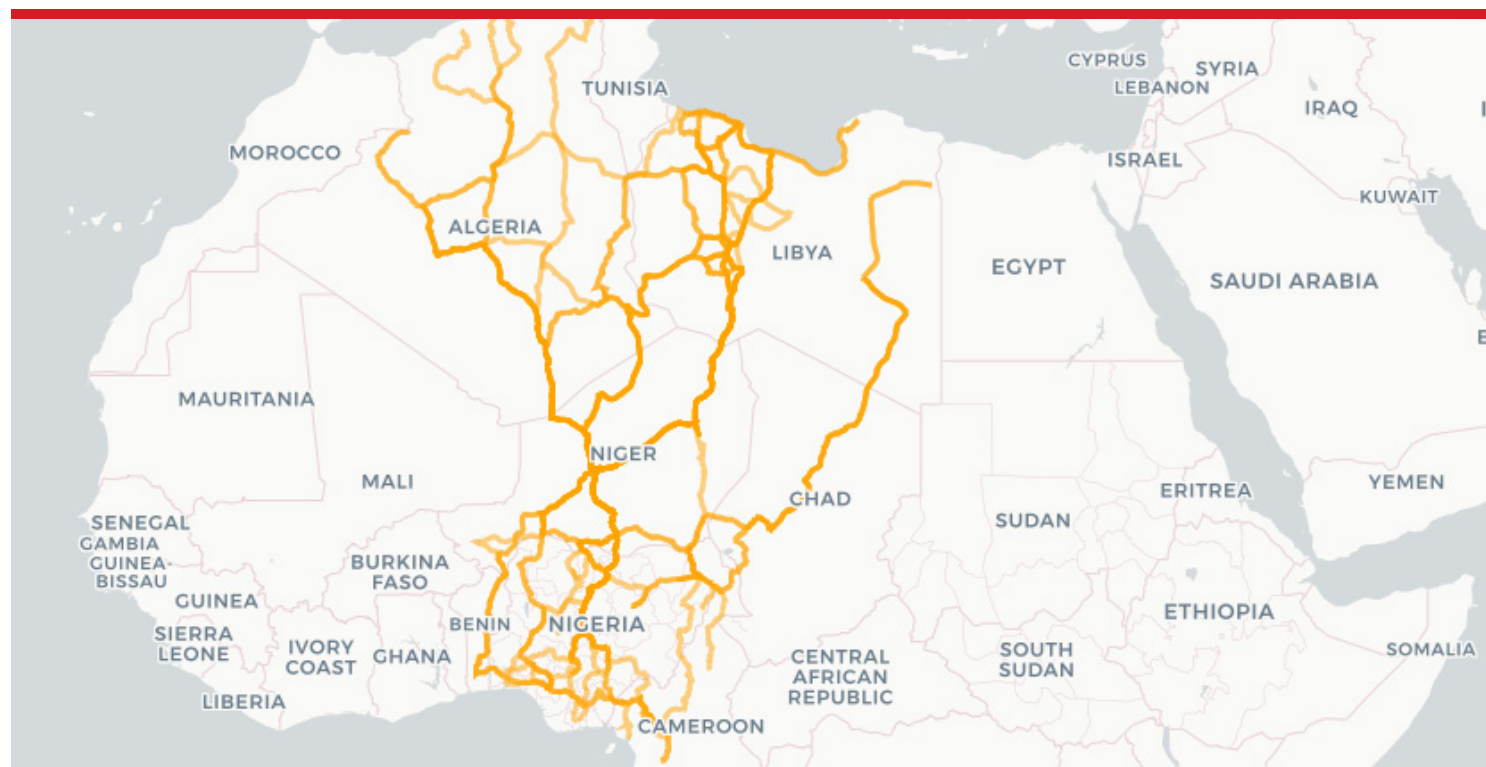 CYPRUS
SYRIA
LEBANON
TUNISIA
IRAQ
MOROCCO
ISRAEL
KUWAIT
ALGERIA
LIBYA
EGYPT
SAUDI ARABIA
MAURITANIA
NIGER
MALI
CHAD
ERITREA
YEMEN
SENEGAL
GAMBIA
GUINEA-
BISSAU
SUDAN
BURKINA
FASO
GUINEA
BENIN
NIGERIA
ETHIOPIA
SIERRA
LEONE
IVORY
COAST
GHANA
CENTRAL
AFRICAN
REPUBLIC
SOUTH
SUDAN
SOMALIA
LIBERIA
CAMEROON